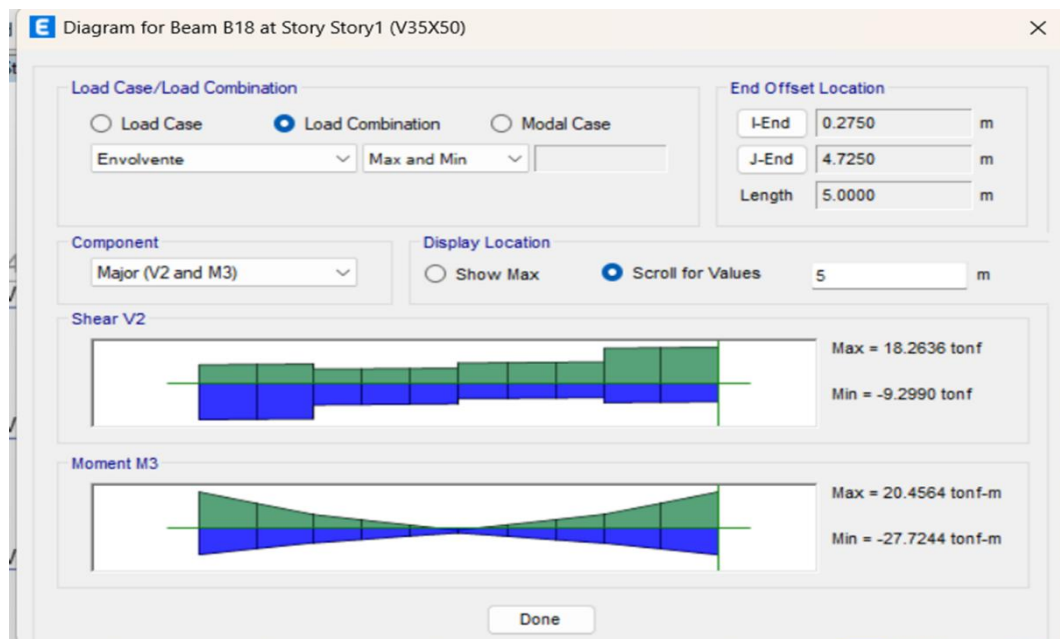 E Diagram for Beam B18 at Story Story1 (V35X50)
Load Case/Load Combination
Load Case Load Combination Modal Case
Envolvente Max and Min
End Offset Location
I-End 0.2750 m
J-End 4.7250 m
Length 5.0000 m
Component
Major (V2 and M3)
Display Location
Show Max Scroll for Values 5 m
Shear V2
Max = 18.2636 tonf
Min = -9.2990 tonf
Moment M3
Max = 20.4564 tonf-m
Min = -27.7244 tonf-m
Done